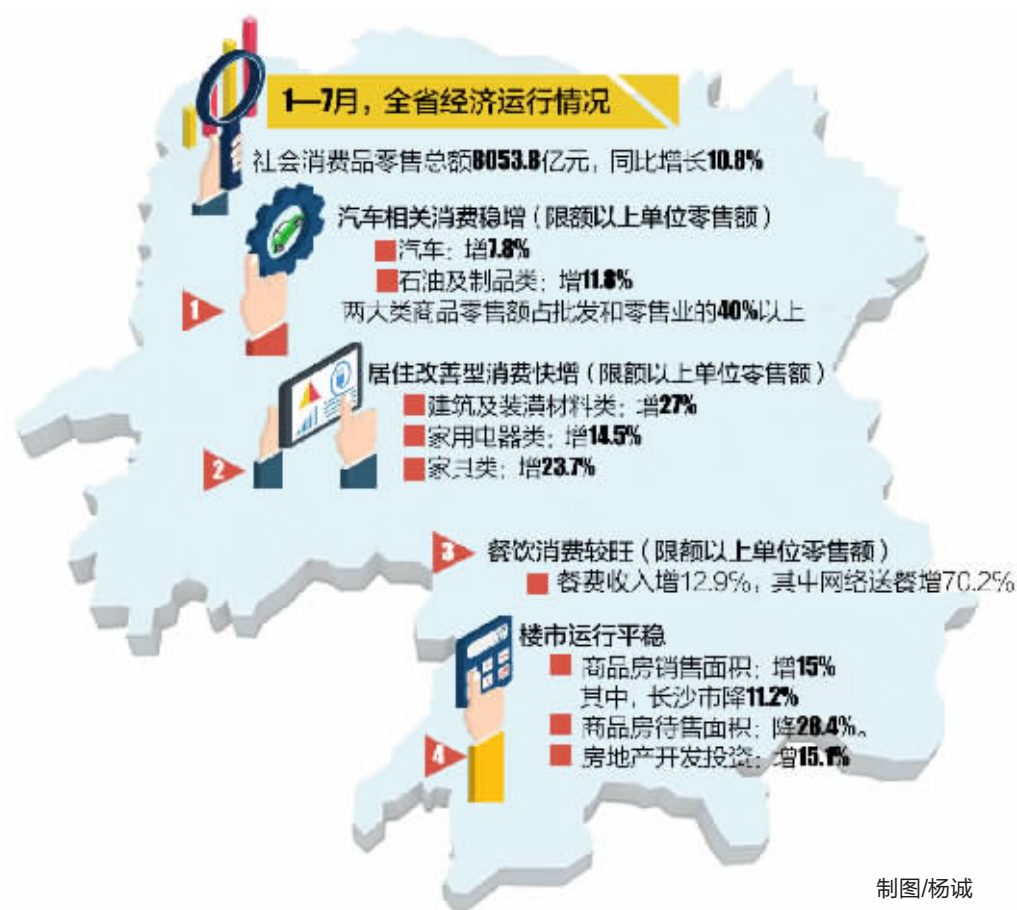 1—7月，全省经济运行情况
社会消费品零售总额8053.8亿元，同比增长10.8%
汽车相关消费稳增（限额以上单位零售额）
汽车：增7.8%
石油及制品类：增11.8%
1
两大类商品零售额占批发和零售业的40%以上
居住改善型消费快增（限额以上单位零售额）
建筑及装潢材料类：增27%
家用电器类：增14.5%
2
家具类：增23.7%
3
餐饮消费较旺（限额以上单位零售额）
餐费收入增12.9%，其中网络送餐增70.2%
楼市运行平稳
商品房销售面积：增15%
其中，长沙市降11.2%
商品房待售面积：降28.4%。
4
房地产开发投资：增15.1%
制图/杨诚